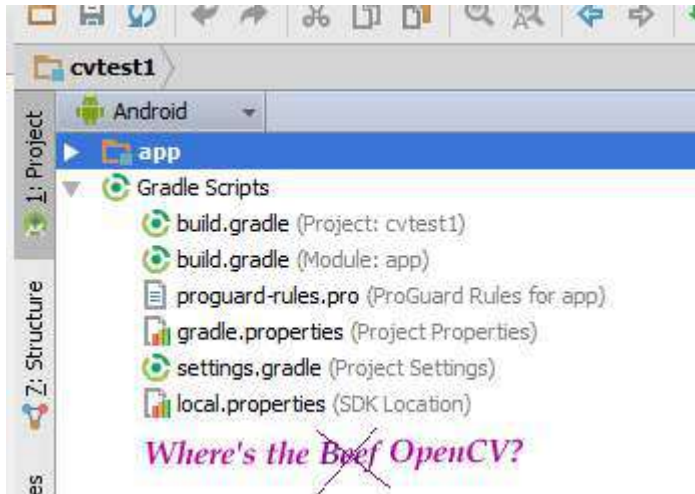 cvtest1
Android
1: Project
app
Gradle Scripts
build.gradle (Project: cvtest1)
build.gradle (Module: app)
proguard-rules.pro (ProGuard Rules for app)
gradle.properties (Project Properties)
settings.gradle (Project Settings)
7: Structure
local.properties (SDK Location)
Where's the Beef OpenCV?